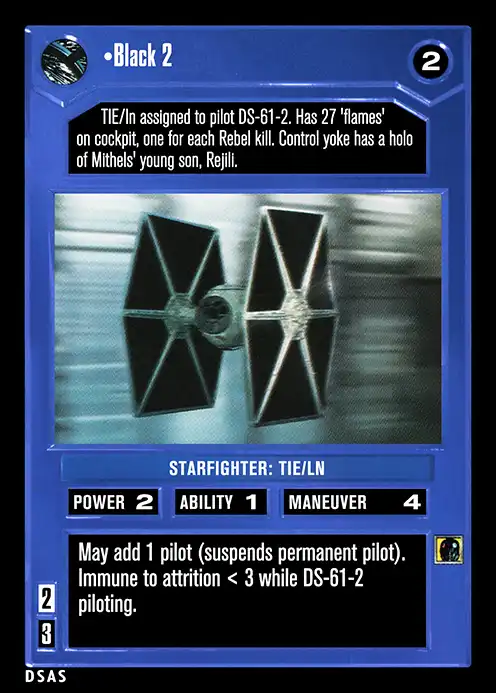 •Black 2
2
TIE/ln assigned to pilot DS-61-2. Has 27 'flames'
on cockpit, one for each Rebel kill. Control yoke has a holo
of Mithels' young son, Rejili.
STARFIGHTER: TIE/LN
POWER 2 ABILITY 1 MANEUVER 4
May add 1 pilot (suspends permanent pilot).
Immune to attrition < 3 while DS-61-2
piloting.
2
3
DSAS